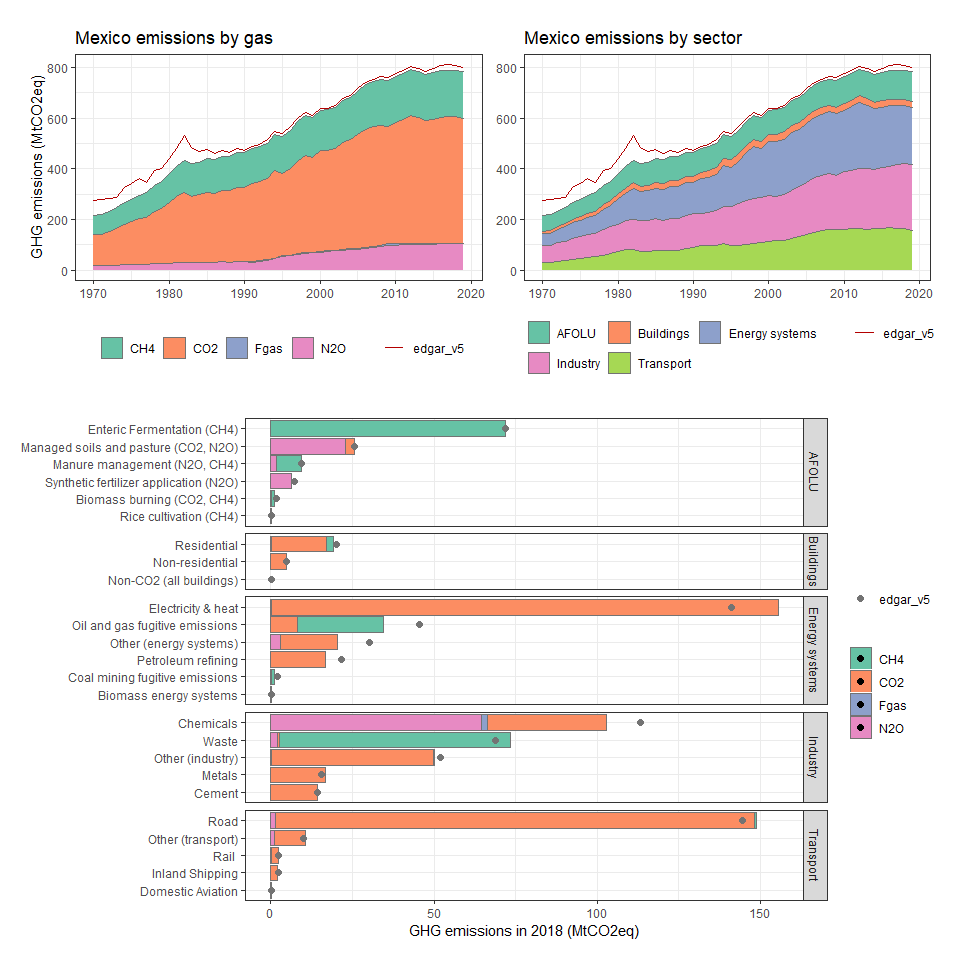 Mexico emissions by gas
GHG emissions (MtCO2eq)
800
600
400
200
0
1970 1980 1990 2000 2010 2020
CH4 CO2 Fgas N2O edgar_v5
Mexico emissions by sector
800
600
400
200
0
1970 1980 1990 2000 2010 2020
AFOLU Buildings Energy systems edgar_v5
Industry Transport
Enteric Fermentation (CH4)
Managed soils and pasture (CO2, N2O)
Manure management (N2O, CH4)
Synthetic fertilizer application (N2O)
Biomass burning (CO2, CH4)
Rice cultivation (CH4)
AFOLU
Residential
Non-residential
Non-CO2 (all buildings)
Buildings
Electricity & heat
Oil and gas fugitive emissions
Other (energy systems)
Petroleum refining
Coal mining fugitive emissions
Biomass energy systems
Energy systems
Chemicals
Waste
Other (industry)
Metals
Cement
Industry
Road
Other (transport)
Rail
Inland Shipping
Domestic Aviation
Transport
0 50 100 150
GHG emissions in 2018 (MtCO2eq)
edgar_v5
CH4
CO2
Fgas
N2O